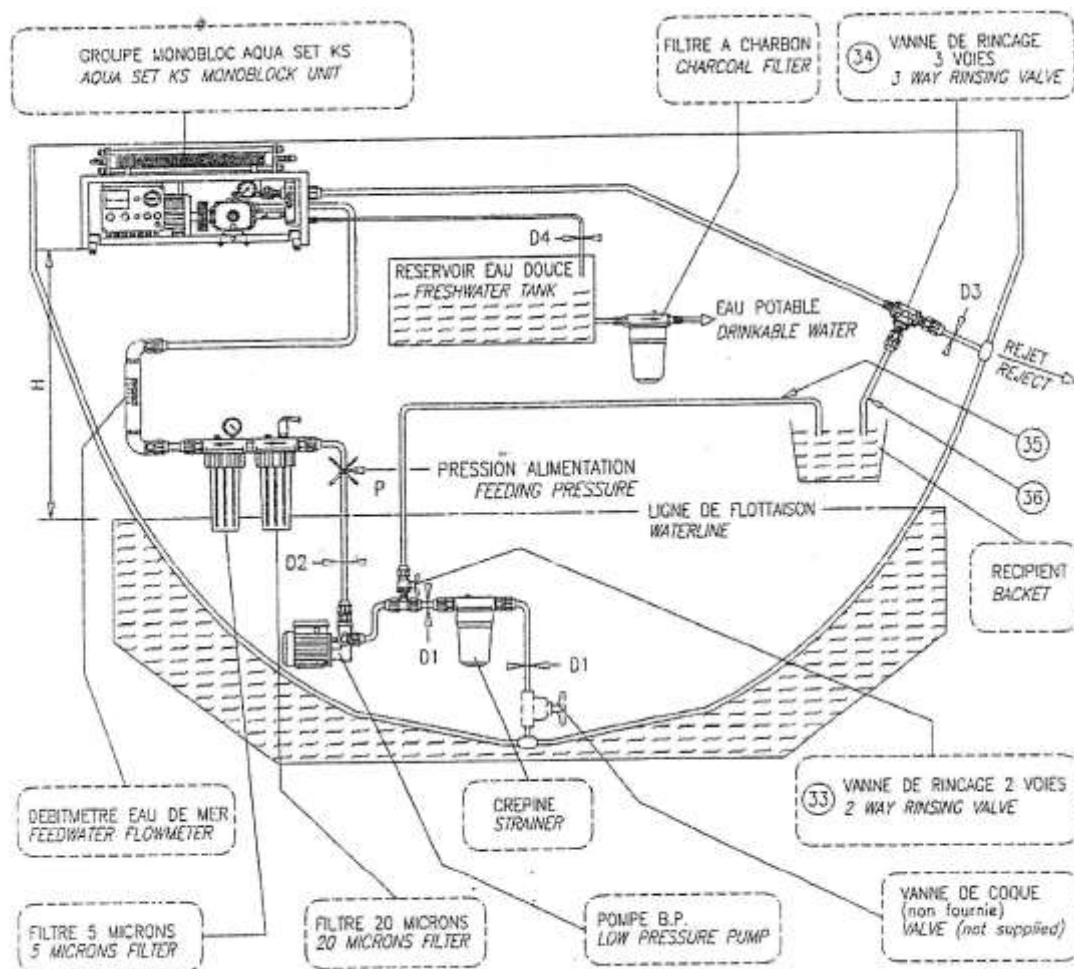 GROUPE MONOBLOC AQUA SET KS
AQUA SET KS MONOBLOCK UNIT
FILTRE A CHARBON
CHARCOAL FILTER
34
VANNE DE RINCAGE
3 VOIES
3 WAY RINSING VALVE
D4
RESERVOIR EAU DOUCE
FRESHWATER TANK
EAU POTABLE
DRINKABLE WATER
D3
REJET
REJECT
H
35
36
P
PRESSION ALIMENTATION
FEEDING PRESSURE
LIGNE DE FLOTTAISON
WATERLINE
D2
D1
D1
RECIPIENT
BACKET
DEBITMETRE EAU DE MER
FEEDWATER FLOWMETER
CREPINE
STRAINER
33
VANNE DE RINCAGE 2 VOIES
2 WAY RINSING VALVE
FILTRE 5 MICRONS
5 MICRONS FILTER
FILTRE 20 MICRONS
20 MICRONS FILTER
POMPE B.P.
LOW PRESSURE PUMP
VANNE DE COQUE
(non fournie)
VALVE (not supplied)